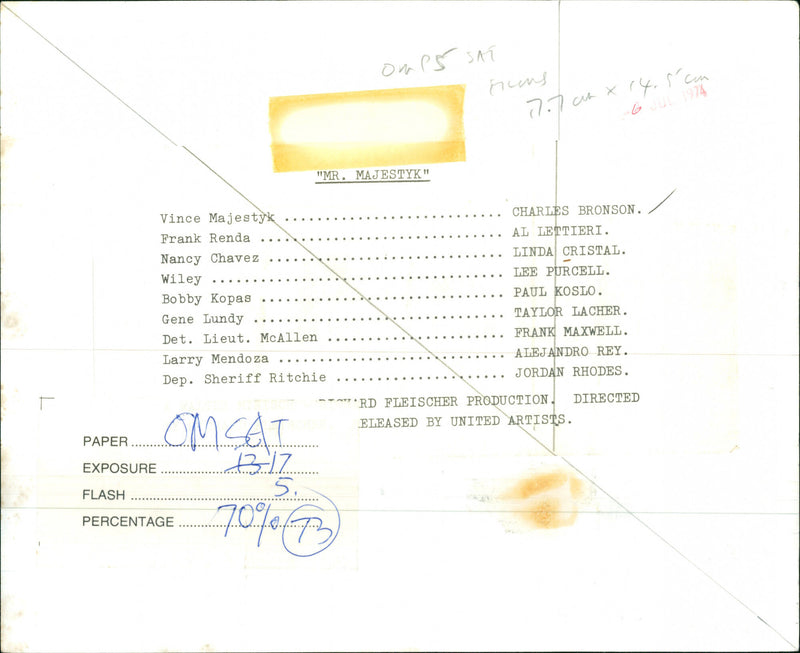 OM P5 SAT
7.7 cm x 14.5 cm
6 JUL 1974
"MR. MAJESTYK"
Vince Majestyk ........................... CHARLES BRONSON.
Frank Renda .............................. AL LETTIERI.
Nancy Chavez ............................. LINDA CRISTAL.
Wiley .................................... LEE PURCELL.
Bobby Kopas .............................. PAUL KOSLO.
Gene Lundy ............................... TAYLOR LACHER.
Det. Lieut. McAllen ...................... FRANK MAXWELL.
Larry Mendoza ............................ ALEJANDRO REY.
Dep. Sheriff Ritchie ..................... JORDAN RHODES.
RD FLEISCHER PRODUCTION. DIRECTED
ELEASED BY UNITED ARTISTS.
PAPER OM SAT
EXPOSURE 13-17
FLASH 5.
PERCENTAGE 70% 73